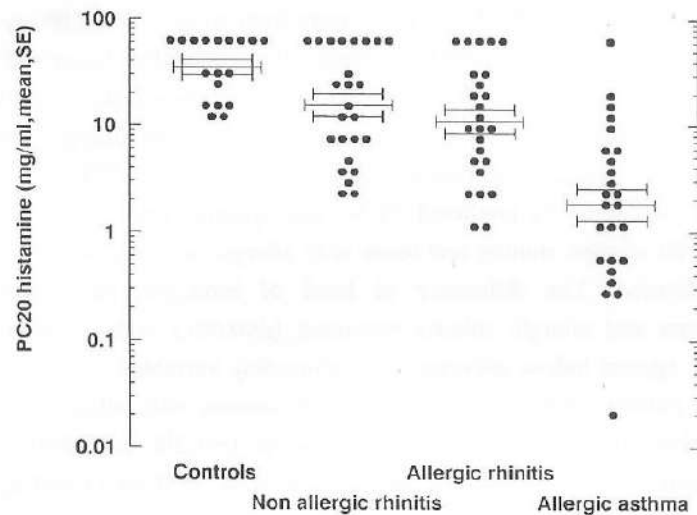 PC20 histamine (mg/ml,mean,SE)
100
10
1
0.1
0.01
Controls
Allergic rhinitis
Non allergic rhinitis
Allergic asthma